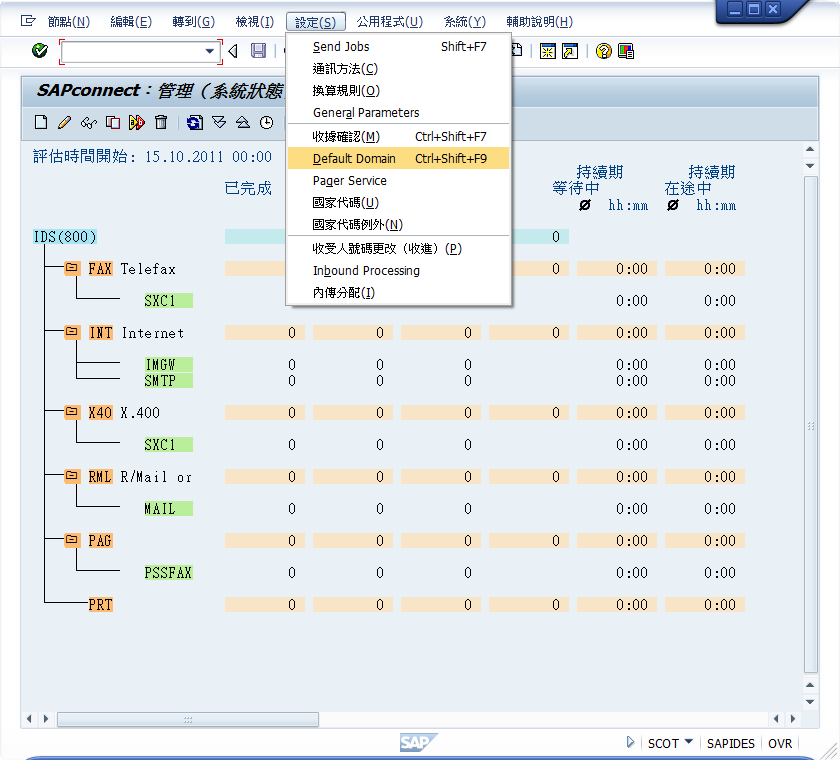 節點(N) 編輯(E) 轉到(G) 檢視(I) 設定(S) 公用程式(U) 系統(Y) 輔助說明(H)
SAPconnect：管理（系統狀態
Send Jobs Shift+F7
通訊方法(C)
換算規則(O)
General Parameters
收據確認(M) Ctrl+Shift+F7
Default Domain Ctrl+Shift+F9
Pager Service
國家代碼(U)
國家代碼例外(N)
收受人號碼更改（收進）(P)
Inbound Processing
內傳分配(I)
評估時間開始: 15.10.2011 00:00
持續期 持續期
已完成 等待中 在途中
Ø hh:mm Ø hh:mm
IDS(800) 0
FAX Telefax 0 0:00 0:00
SXC1 0:00 0:00
INT Internet 0 0 0 0 0:00 0:00
IMGW 0 0 0 0:00 0:00
SMTP 0 0 0 0:00 0:00
X40 X.400 0 0 0 0 0:00 0:00
SXC1 0 0 0 0:00 0:00
RML R/Mail or 0 0 0 0 0:00 0:00
MAIL 0 0 0 0:00 0:00
PAG 0 0 0 0 0:00 0:00
PSSFAX 0 0 0 0:00 0:00
PRT 0 0 0 0 0:00 0:00
SAP
SCOT SAPIDES OVR